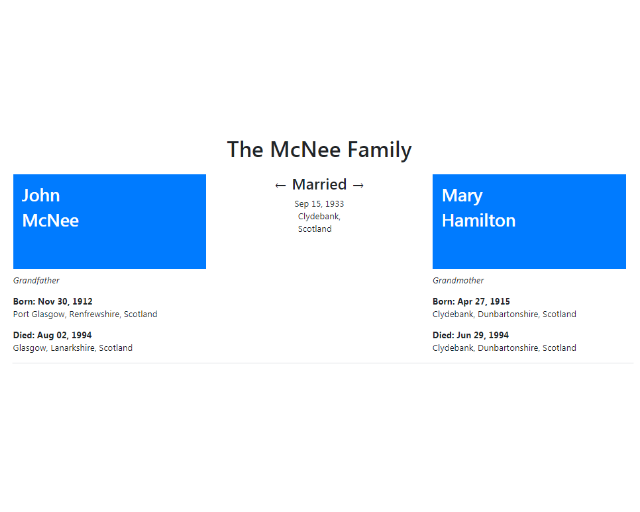 The McNee Family
John
McNee
← Married →
Sep 15, 1933
Clydebank,
Scotland
Mary
Hamilton
Grandfather
Born: Nov 30, 1912
Port Glasgow, Renfrewshire, Scotland
Died: Aug 02, 1994
Glasgow, Lanarkshire, Scotland
Grandmother
Born: Apr 27, 1915
Clydebank, Dunbartonshire, Scotland
Died: Jun 29, 1994
Clydebank, Dunbartonshire, Scotland